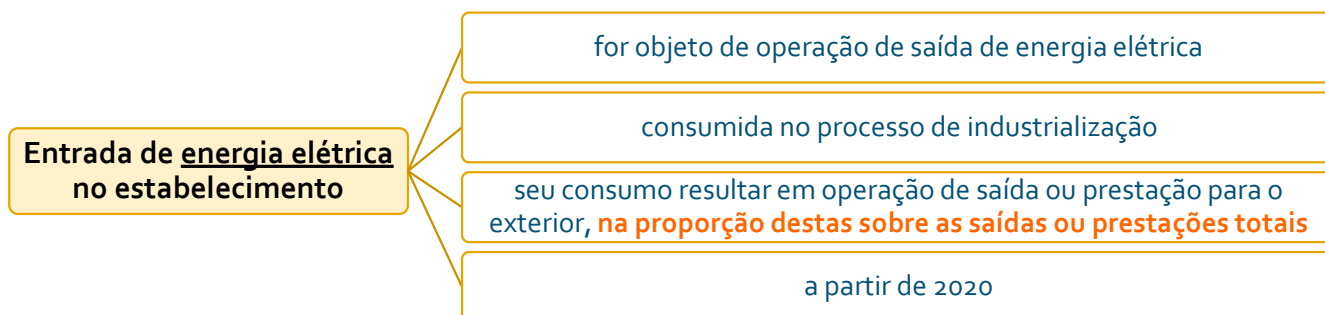 for objeto de operação de saída de energia elétrica
consumida no processo de industrialização
Entrada de energia elétrica
no estabelecimento
seu consumo resultar em operação de saída ou prestação para o
exterior, na proporção destas sobre as saídas ou prestações totais
a partir de 2020